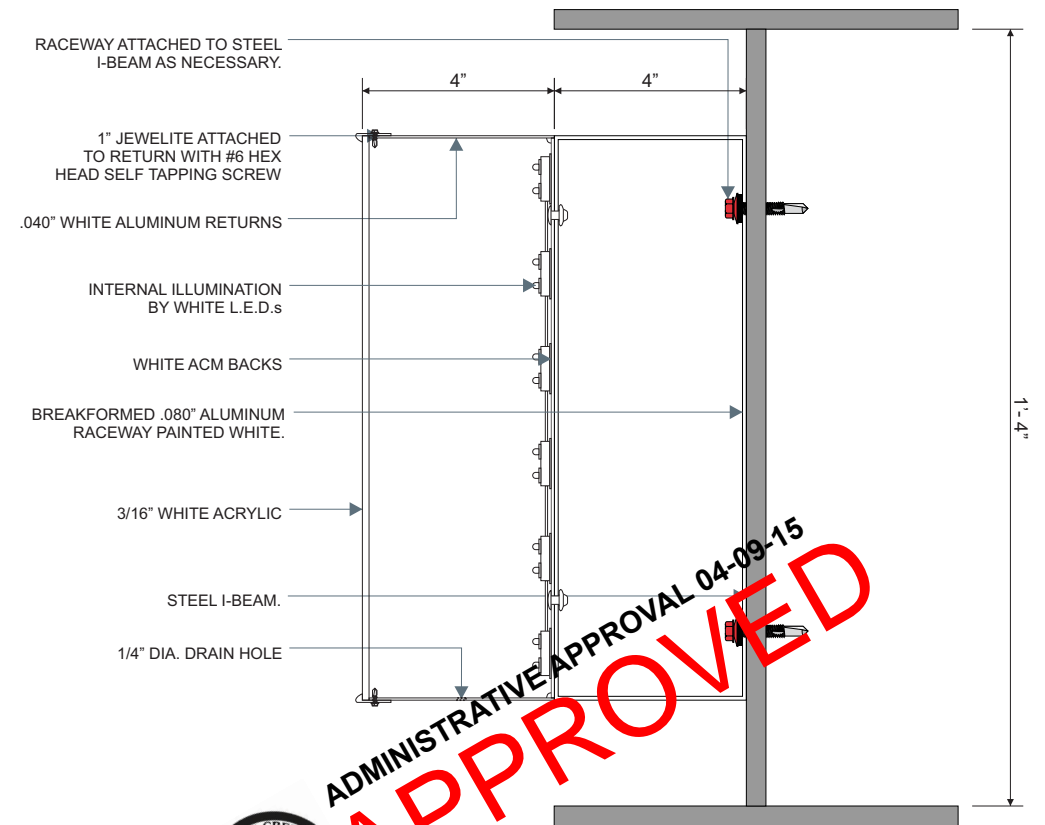 RACEWAY ATTACHED TO STEEL
I-BEAM AS NECESSARY.
4”
4”
1” JEWELITE ATTACHED
TO RETURN WITH #6 HEX
HEAD SELF TAPPING SCREW
.040” WHITE ALUMINUM RETURNS
INTERNAL ILLUMINATION
BY WHITE L.E.D.s
WHITE ACM BACKS
BREAKFORMED .080” ALUMINUM
RACEWAY PAINTED WHITE.
1’- 4”
3/16” WHITE ACRYLIC
STEEL I-BEAM.
1/4” DIA. DRAIN HOLE
ADMINISTRATIVE APPROVAL 04-09-15
APPROVED